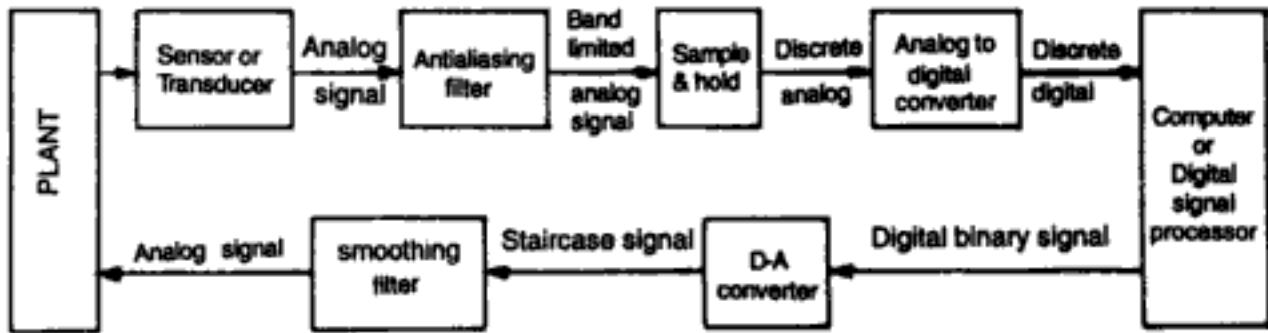 PLANT
Sensor or
Transducer
Analog
signal
Antialiasing
filter
Band
limited
analog
signal
Sample
& hold
Discrete
analog
Analog to
digital
converter
Discrete
digital
Computer
or
Digital
signal
processor
Digital binary signal
D-A
converter
Staircase signal
smoothing
filter
Analog signal